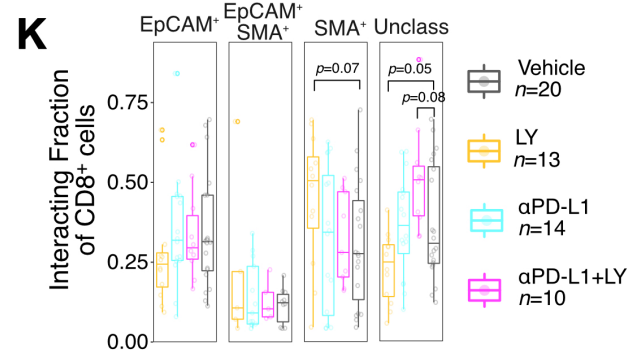 K
EpCAM⁺
EpCAM⁺
SMA⁺
SMA⁺
Unclass
Interacting Fraction
of CD8⁺ cells
0.75
0.50
0.25
0.00
p=0.07
p=0.05
p=0.08
Vehicle
n=20
LY
n=13
αPD-L1
n=14
αPD-L1+LY
n=10